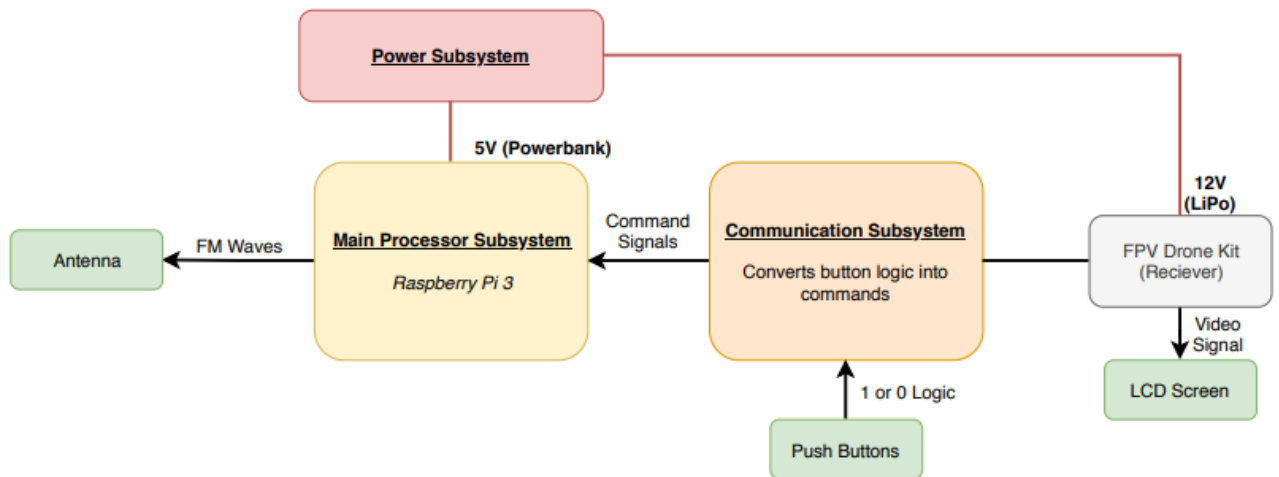 Power Subsystem
5V (Powerbank)
12V
(LiPo)
Antenna
FM Waves
Main Processor Subsystem
Raspberry Pi 3
Command
Signals
Communication Subsystem
Converts button logic into
commands
FPV Drone Kit
(Reciever)
Video
Signal
LCD Screen
1 or 0 Logic
Push Buttons